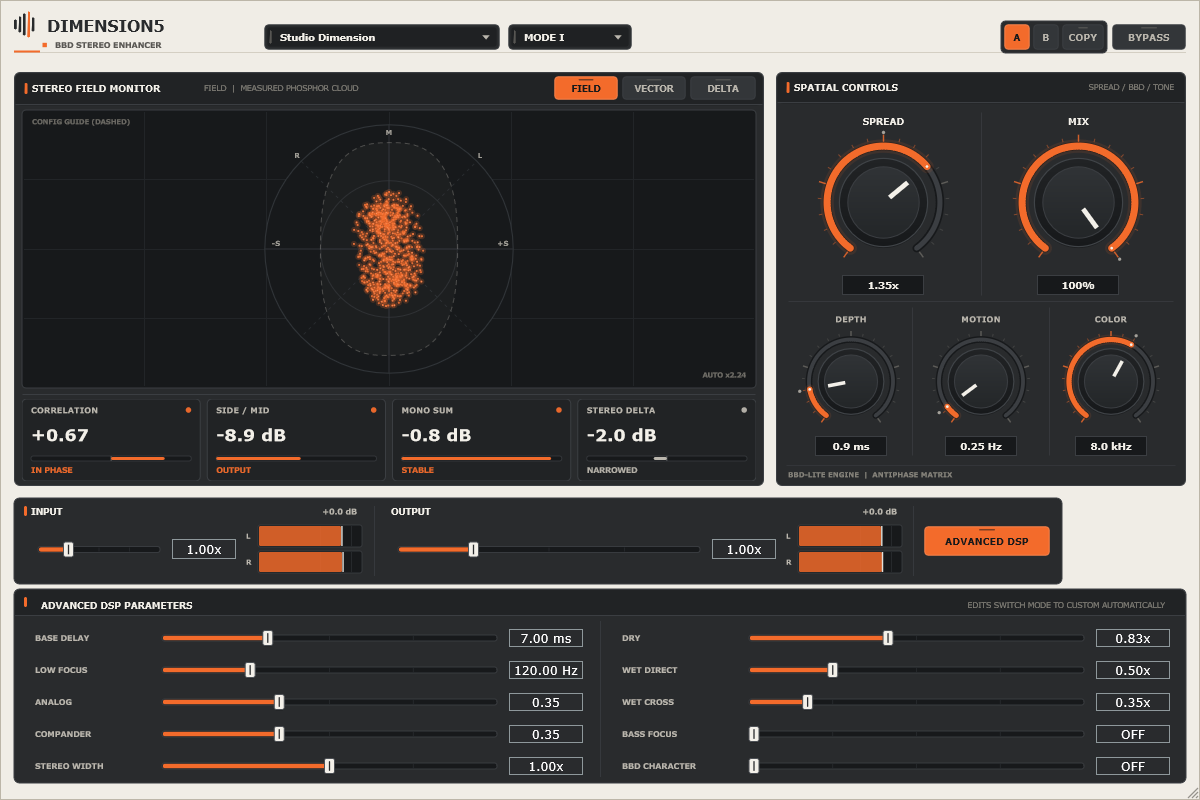 DIMENSION5
BBD STEREO ENHANCER
Studio Dimension
MODE I
A
B
COPY
BYPASS
STEREO FIELD MONITOR
FIELD | MEASURED PHOSPHOR CLOUD
FIELD
VECTOR
DELTA
CONFIG GUIDE (DASHED)
M
R
L
-S
+S
AUTO x2.24
CORRELATION
+0.67
IN PHASE
SIDE / MID
-8.9 dB
OUTPUT
MONO SUM
-0.8 dB
STABLE
STEREO DELTA
-2.0 dB
NARROWED
SPATIAL CONTROLS
SPREAD / BBD / TONE
SPREAD
1.35x
MIX
100%
DEPTH
0.9 ms
MOTION
0.25 Hz
COLOR
8.0 kHz
BBD-LITE ENGINE | ANTIPHASE MATRIX
INPUT
+0.0 dB
1.00x
L
R
OUTPUT
+0.0 dB
1.00x
L
R
ADVANCED DSP
ADVANCED DSP PARAMETERS
EDITS SWITCH MODE TO CUSTOM AUTOMATICALLY
BASE DELAY
7.00 ms
LOW FOCUS
120.00 Hz
ANALOG
0.35
COMPANDER
0.35
STEREO WIDTH
1.00x
DRY
0.83x
WET DIRECT
0.50x
WET CROSS
0.35x
BASS FOCUS
OFF
BBD CHARACTER
OFF